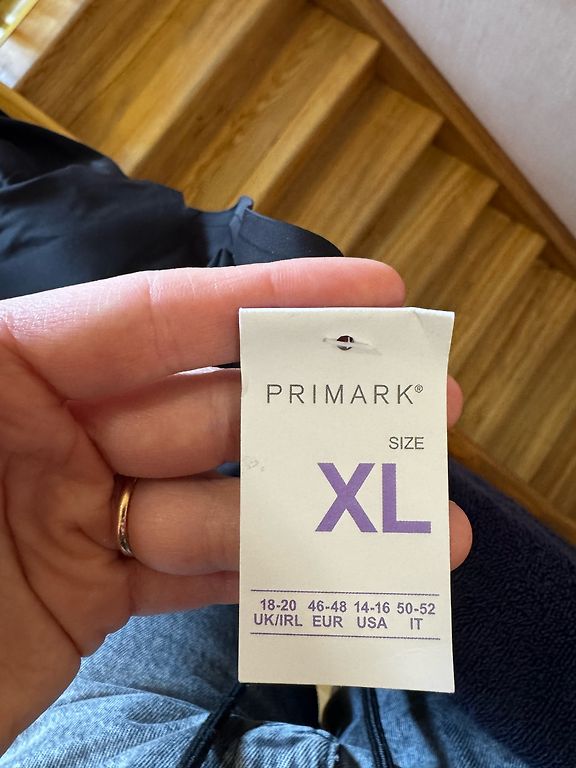 PRIMARK®
SIZE
XL
18-20 46-48 14-16 50-52
UK/IRL EUR USA IT